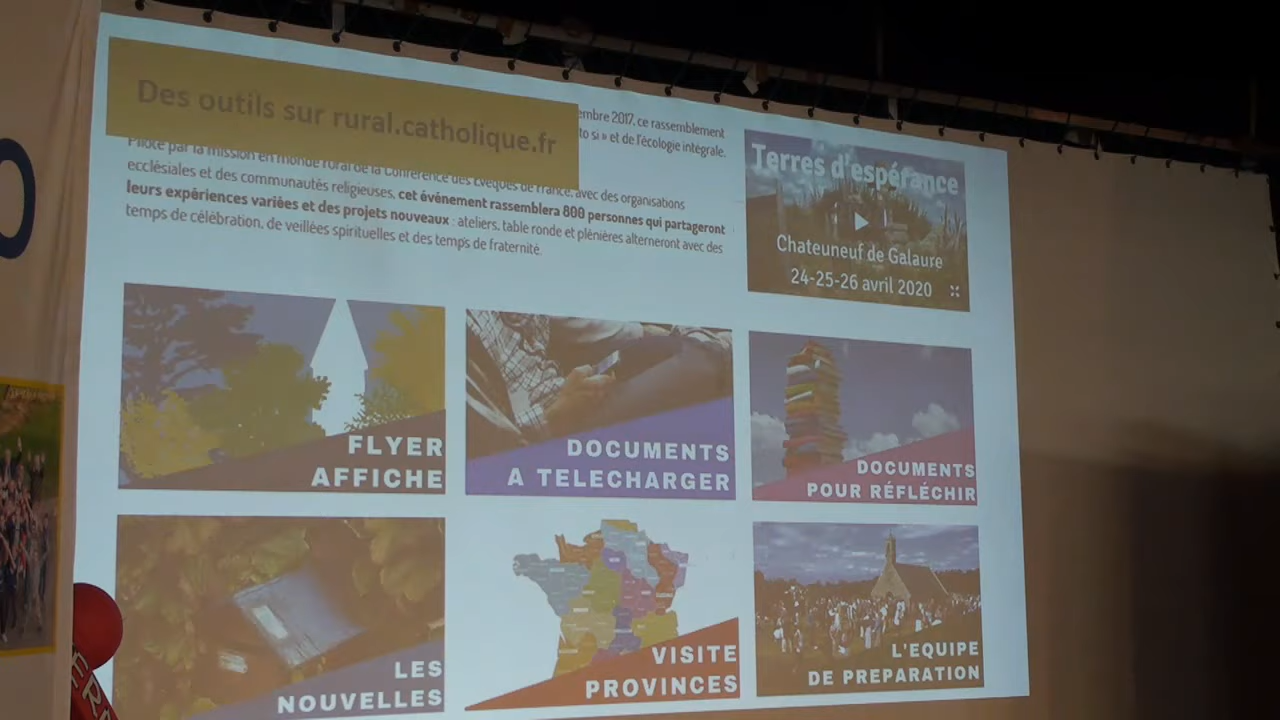 Des outils sur rural.catholique.fr
embre 2017, ce rassemblement
to si » et de l'écologie intégrale.
Piloté par la mission en monde rural de la Conférence des Evêques de France, avec des organisations
ecclésiales et des communautés religieuses, cet événement rassemblera 800 personnes qui partageront
leurs expériences variées et des projets nouveaux : ateliers, table ronde et plénières alterneront avec des
temps de célébration, de veillées spirituelles et des temps de fraternité.
Terres d'espérance
Chateuneuf de Galaure
24-25-26 avril 2020
FLYER
AFFICHE
DOCUMENTS
A TELECHARGER
DOCUMENTS
POUR RÉFLÉCHIR
LES
NOUVELLES
VISITE
PROVINCES
L'EQUIPE
DE PREPARATION